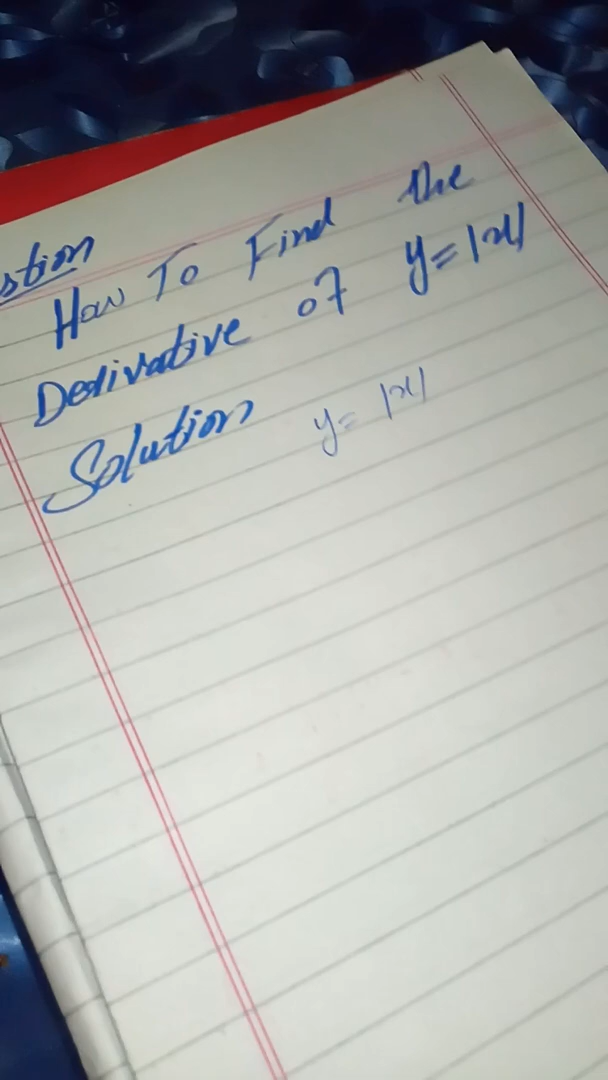 stion
How To Find the
Derivative of y=|x|
Solution y= |x|